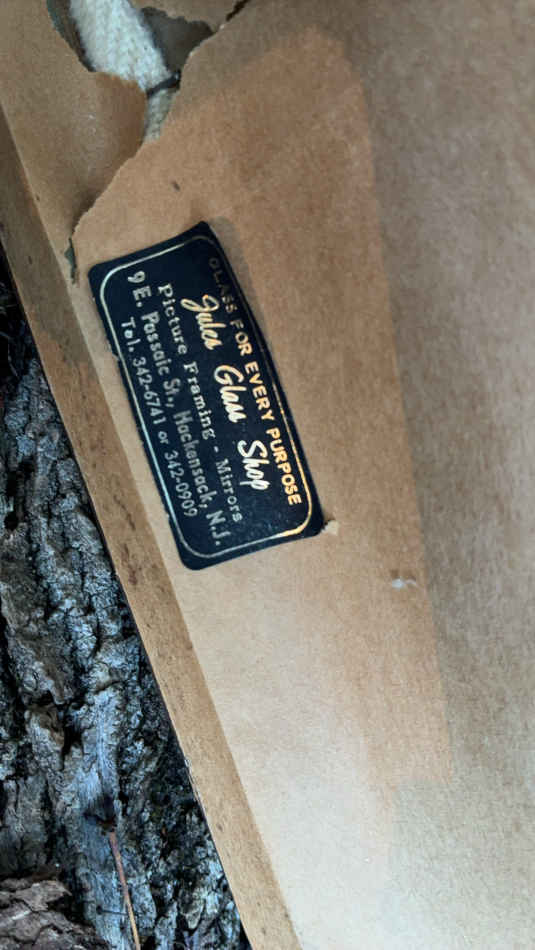 GLASS FOR EVERY PURPOSE
Jules Glass Shop
Picture Framing - Mirrors
9 E. Passaic St., Hackensack, N.J.
Tel. 342-6741 or 342-0909